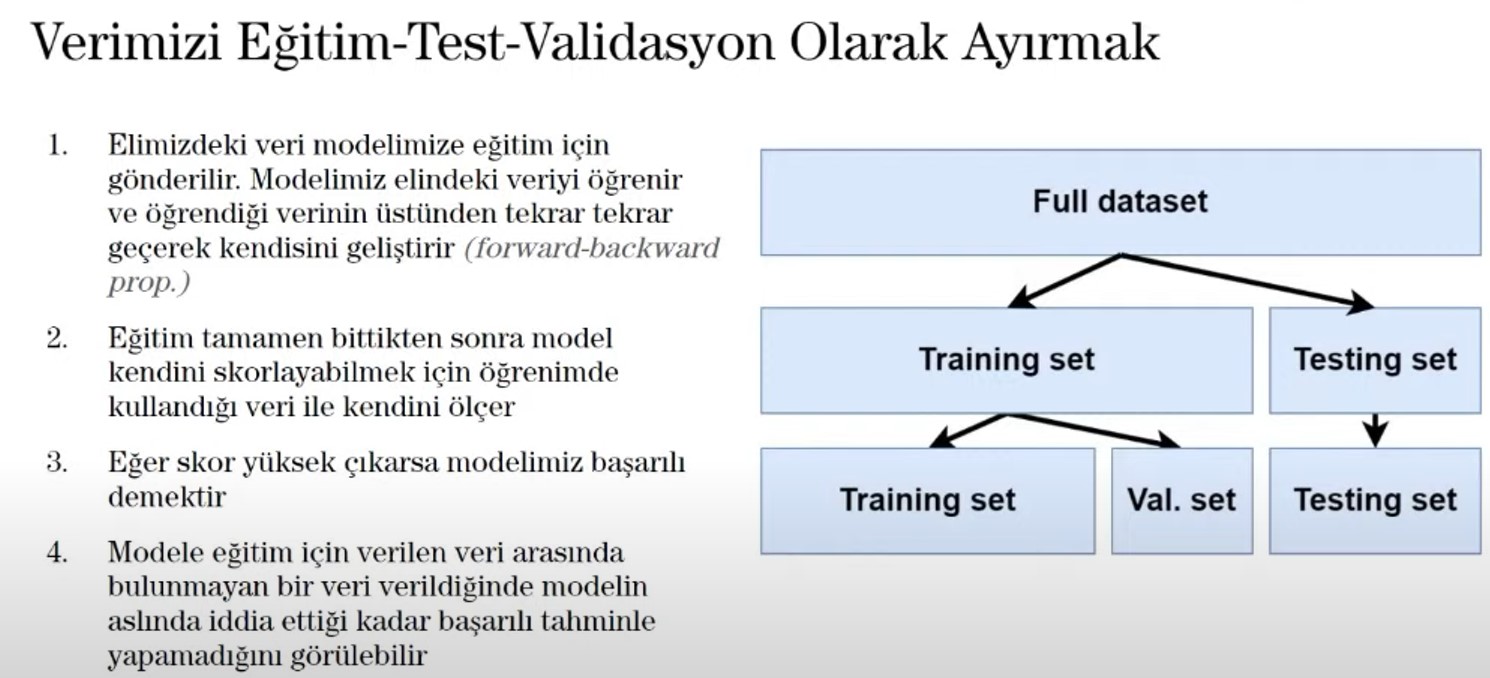 Verimizi Eğitim-Test-Validasyon Olarak Ayırmak
1. Elimizdeki veri modelimize eğitim için
gönderilir. Modelimiz elindeki veriyi öğrenir
ve öğrendiği verinin üstünden tekrar tekrar
geçerek kendisini geliştirir (forward-backward
prop.)
2. Eğitim tamamen bittikten sonra model
kendini skorlayabilmek için öğrenimde
kullandığı veri ile kendini ölçer
3. Eğer skor yüksek çıkarsa modelimiz başarılı
demektir
4. Modele eğitim için verilen veri arasında
bulunmayan bir veri verildiğinde modelin
aslında iddia ettiği kadar başarılı tahminle
yapamadığını görülebilir
Full dataset
Training set
Testing set
Training set
Val. set
Testing set